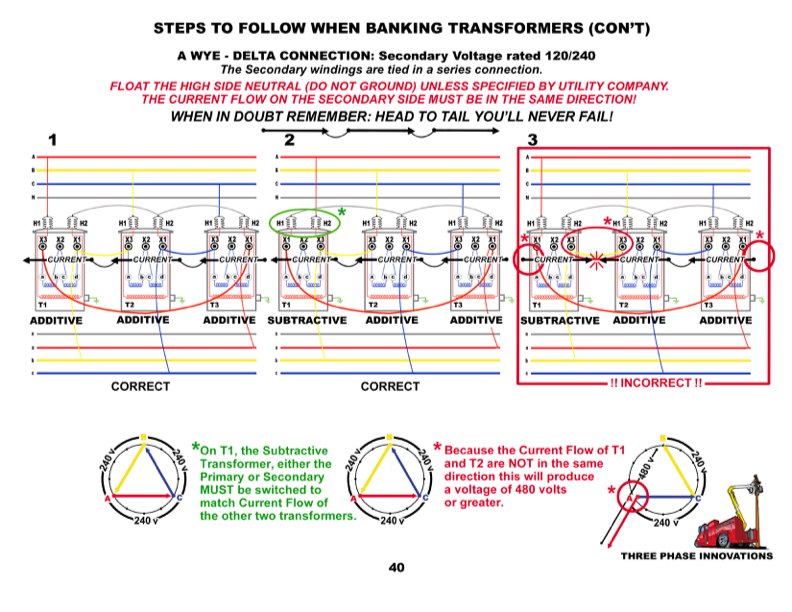 STEPS TO FOLLOW WHEN BANKING TRANSFORMERS (CON'T)
A WYE - DELTA CONNECTION: Secondary Voltage rated 120/240
The Secondary windings are tied in a series connection.
FLOAT THE HIGH SIDE NEUTRAL (DO NOT GROUND) UNLESS SPECIFIED BY UTILITY COMPANY.
THE CURRENT FLOW ON THE SECONDARY SIDE MUST BE IN THE SAME DIRECTION!
WHEN IN DOUBT REMEMBER: HEAD TO TAIL YOU'LL NEVER FAIL!
1
A
B
C
N
H1 H2 H1 H2 H1 H2
X3 X2 X1 X3 X2 X1 X3 X2 X1
CURRENT CURRENT CURRENT
a b c d a b c d a b c d
T1 T2 T3
ADDITIVE ADDITIVE ADDITIVE
CORRECT
2
A
B
C
N
H1 H2 * H1 H2 H1 H2
X3 X2 X1 X3 X2 X1 X3 X2 X1
CURRENT CURRENT CURRENT
a b c d a b c d a b c d
T1 T2 T3
SUBTRACTIVE ADDITIVE ADDITIVE
CORRECT
3
A
B
C
N
H1 H2 * H1 H2 H1 H2
* X1 X2 X3 X3 X2 X1 X3 X2 X1 *
CURRENT CURRENT CURRENT
a b c d a b c d a b c d
T1 T2 T3
SUBTRACTIVE ADDITIVE ADDITIVE
!! INCORRECT !!
B
240 V 240 V
A C
240 v
*On T1, the Subtractive
Transformer, either the
Primary or Secondary
MUST be switched to
match Current Flow of
the other two transformers.
B
240 V 240 V
A C
240 v
* Because the Current Flow of T1
and T2 are NOT in the same
direction this will produce
a voltage of 480 volts
or greater.
B
480 V 240 V
* A C
240 v
THREE PHASE INNOVATIONS
40